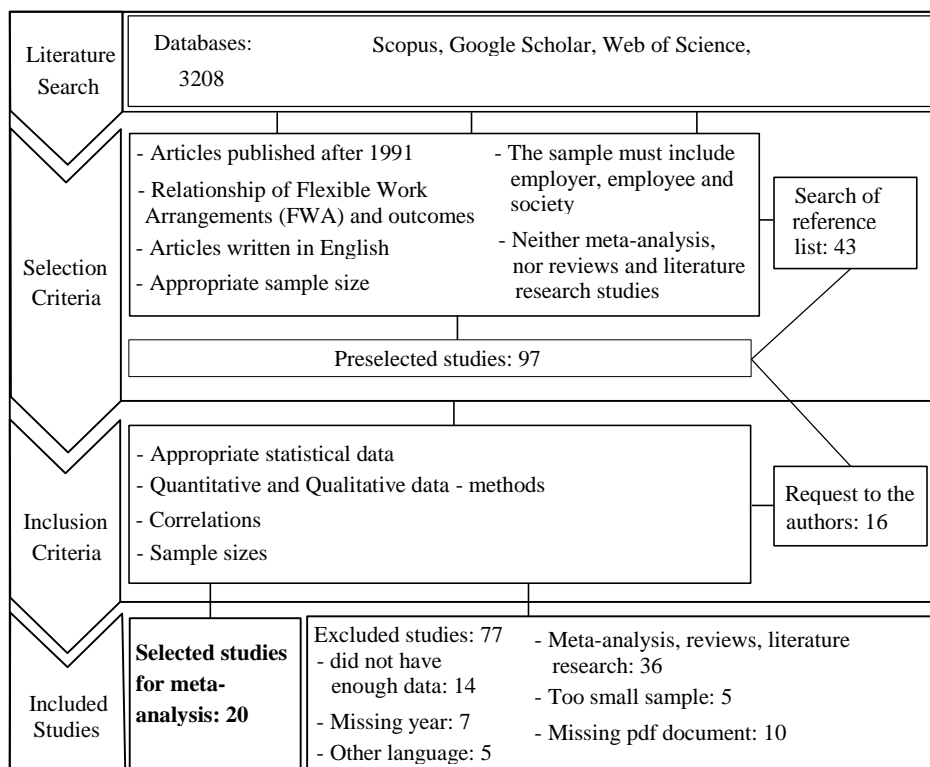 Literature
Search
Databases:
3208
Scopus, Google Scholar, Web of Science,
Selection
Criteria
- Articles published after 1991
- Relationship of Flexible Work
Arrangements (FWA) and outcomes
- Articles written in English
- Appropriate sample size
- The sample must include
employer, employee and
society
- Neither meta-analysis,
nor reviews and literature
research studies
Search of
reference
list: 43
Preselected studies: 97
Inclusion
Criteria
- Appropriate statistical data
- Quantitative and Qualitative data - methods
- Correlations
- Sample sizes
Request to the
authors: 16
Included
Studies
Selected studies
for meta-
analysis: 20
Excluded studies: 77
- did not have
enough data: 14
- Missing year: 7
- Other language: 5
- Meta-analysis, reviews, literature
research: 36
- Too small sample: 5
- Missing pdf document: 10